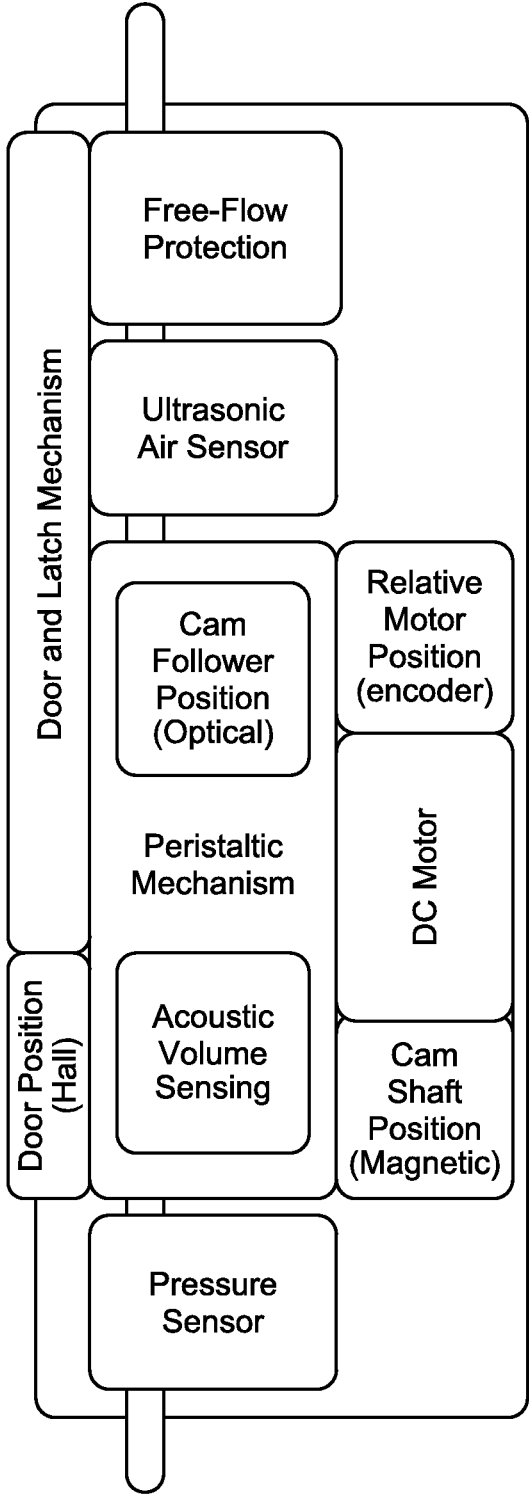 Free-Flow
Protection
Ultrasonic
Air Sensor
Door and Latch Mechanism
Cam
Follower
Position
(Optical)
Relative
Motor
Position
(encoder)
Peristaltic
Mechanism
DC Motor
Acoustic
Volume
Sensing
Door Position
(Hall)
Cam
Shaft
Position
(Magnetic)
Pressure
Sensor